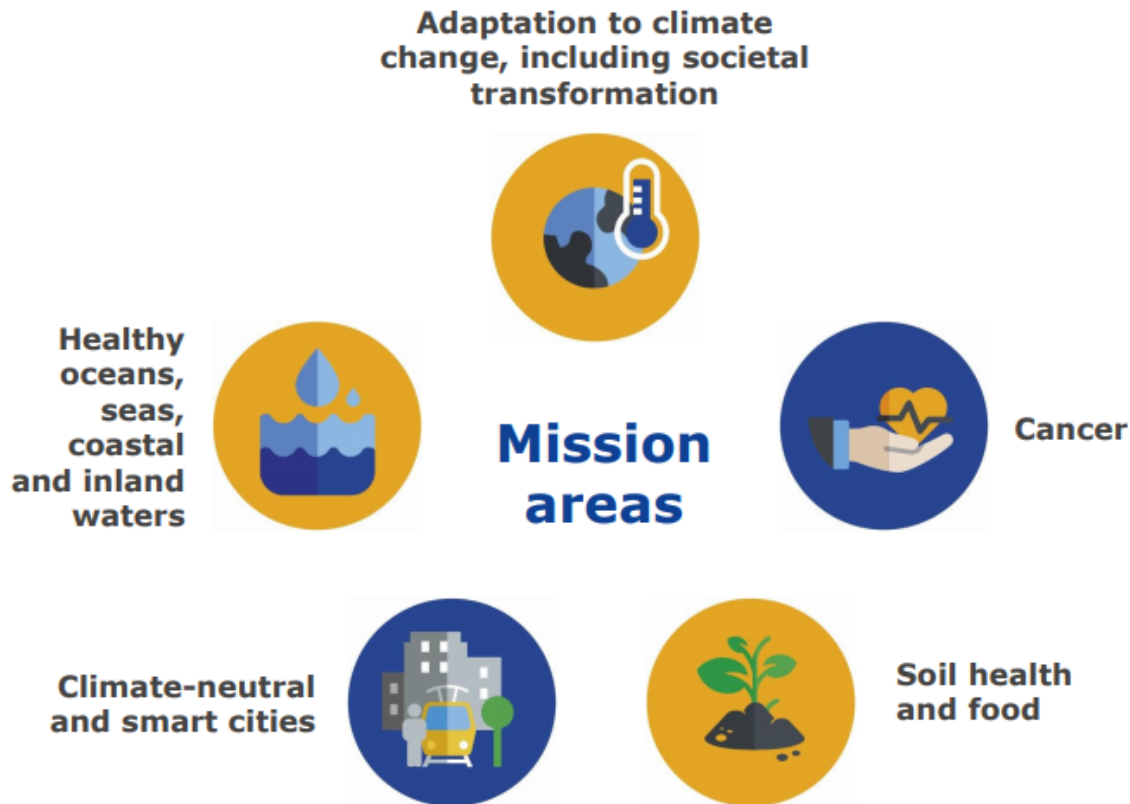 Adaptation to climate
change, including societal
transformation
Healthy
oceans,
seas,
coastal
and inland
waters
Mission
areas
Cancer
Climate-neutral
and smart cities
Soil health
and food